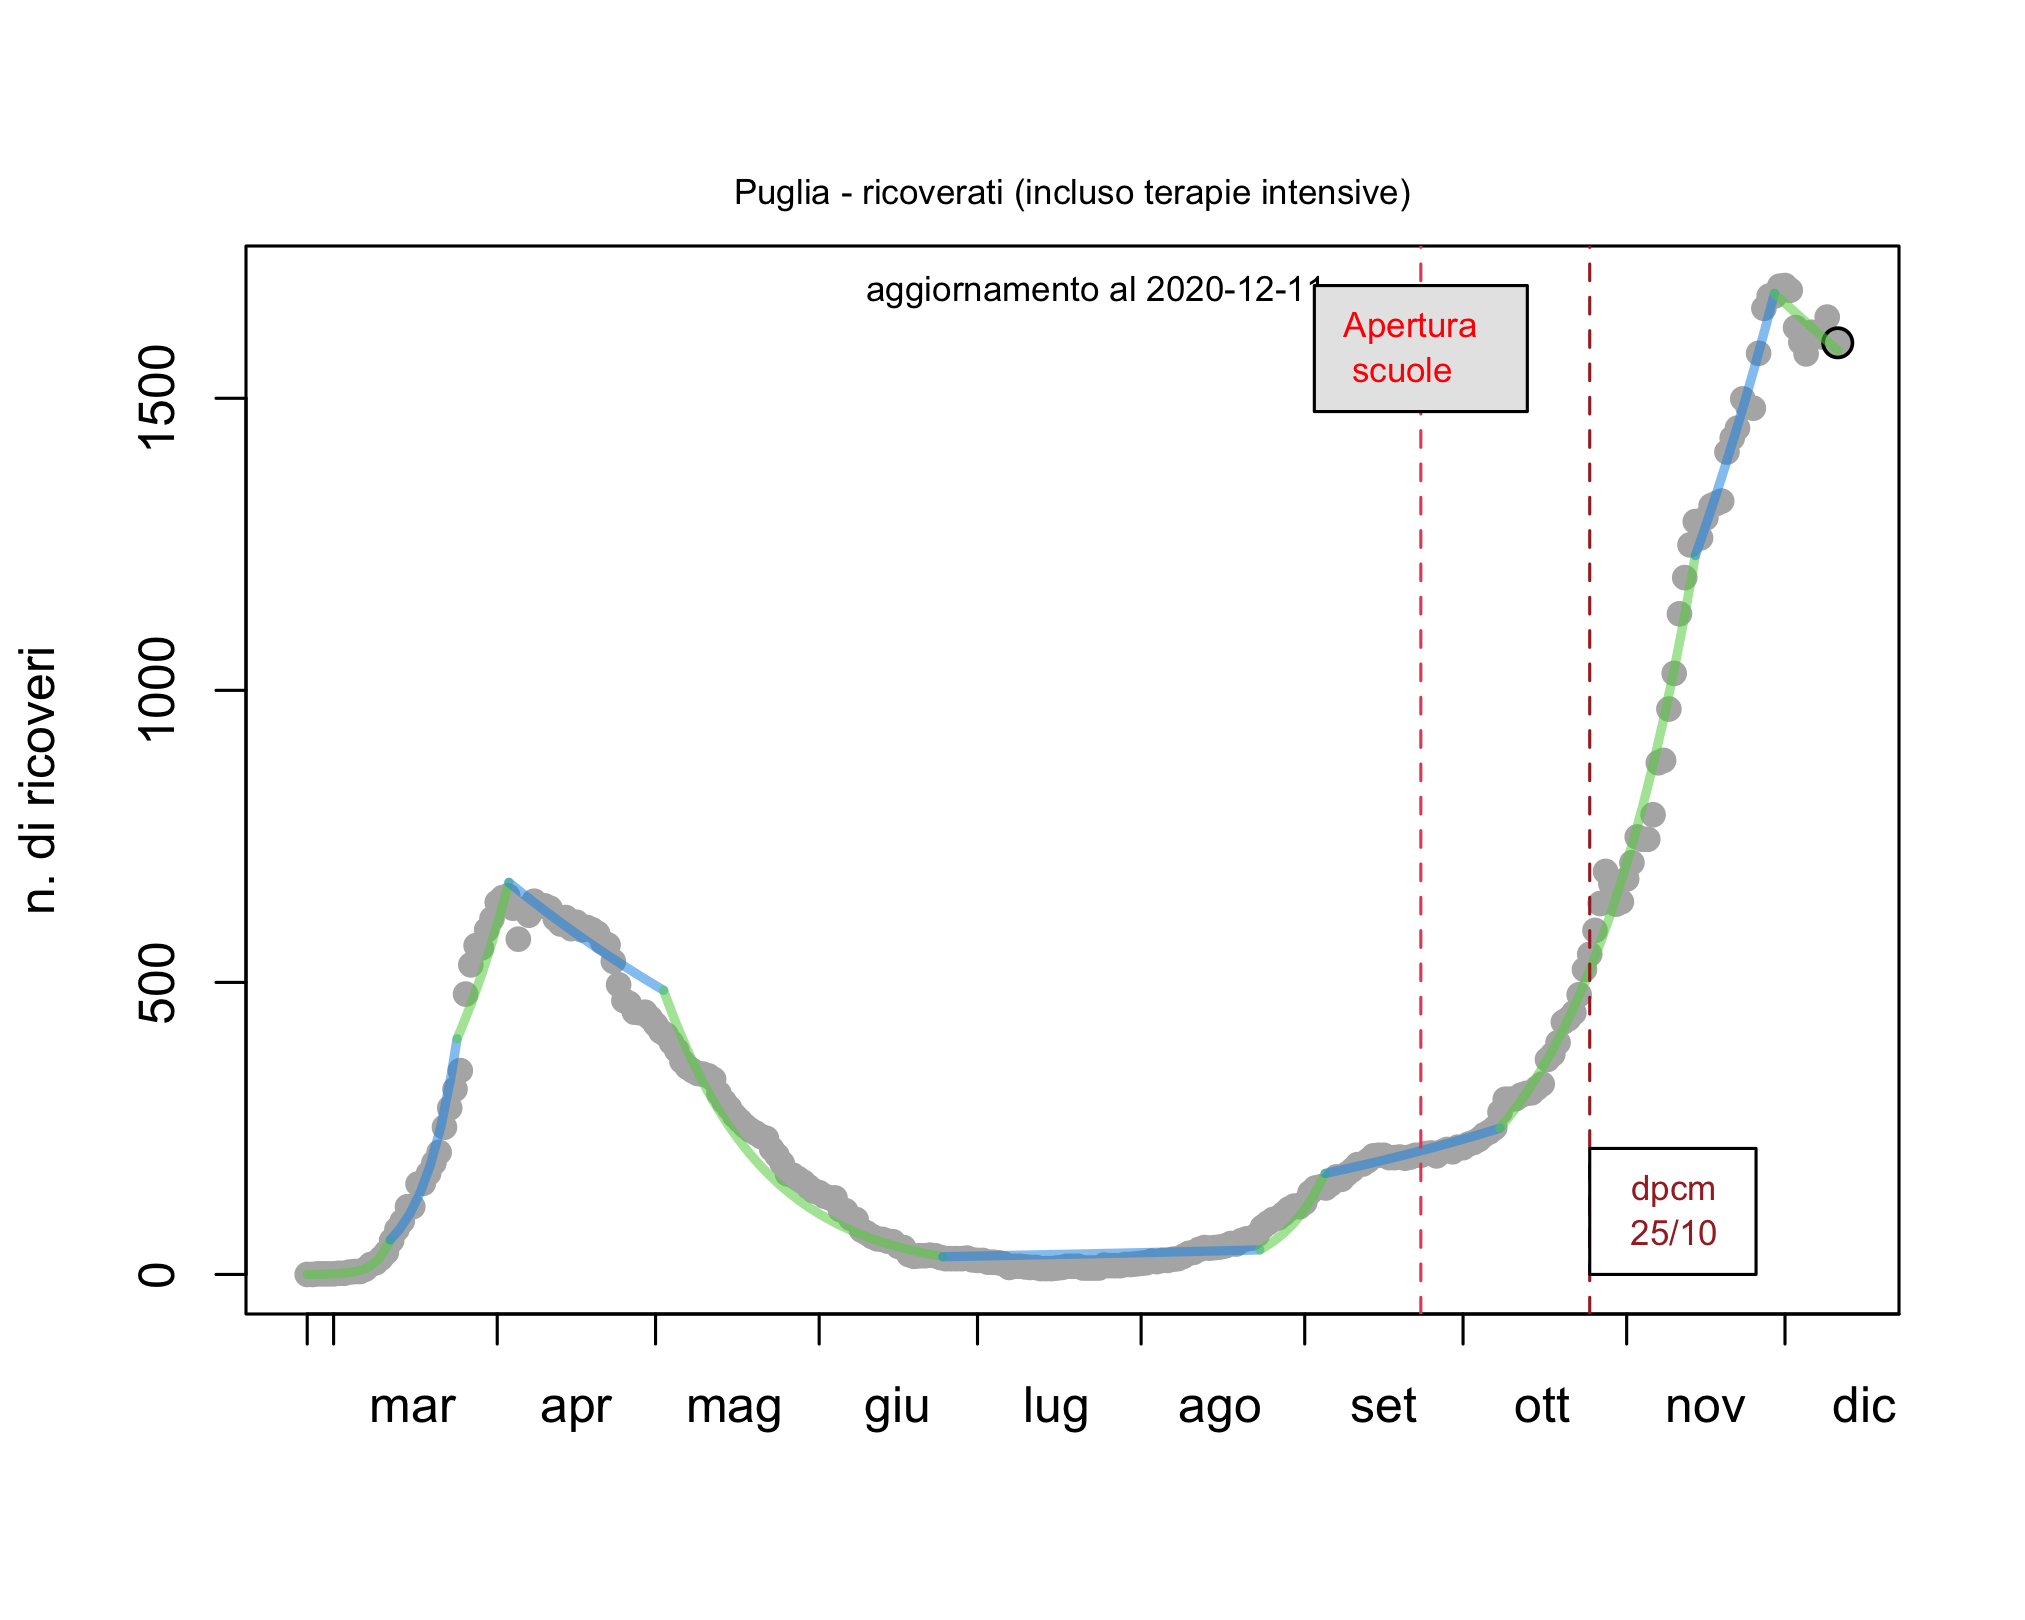 Puglia - ricoverati (incluso terapie intensive)
aggiornamento al 2020-12-11
Apertura
scuole
n. di ricoveri
1500
1000
500
0
dpcm
25/10
mar apr mag giu lug ago set ott nov dic